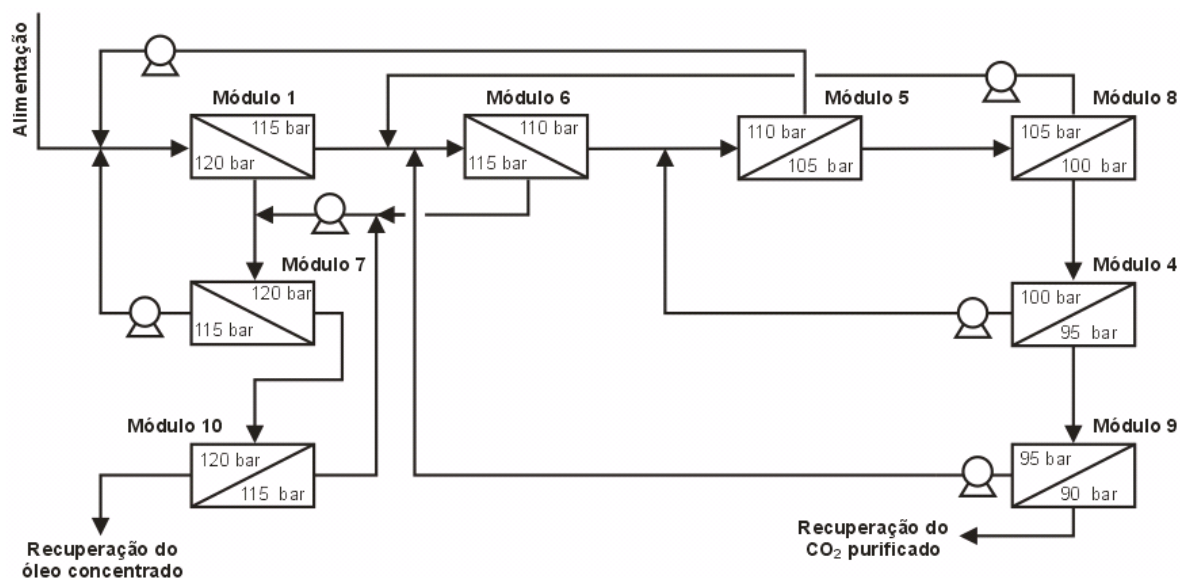 Alimentação
Módulo 1
115 bar
120 bar
Módulo 6
110 bar
115 bar
Módulo 5
110 bar
105 bar
Módulo 8
105 bar
100 bar
Módulo 7
120 bar
115 bar
Módulo 4
100 bar
95 bar
Módulo 10
120 bar
115 bar
Módulo 9
95 bar
90 bar
Recuperação do
óleo concentrado
Recuperação do
CO₂ purificado